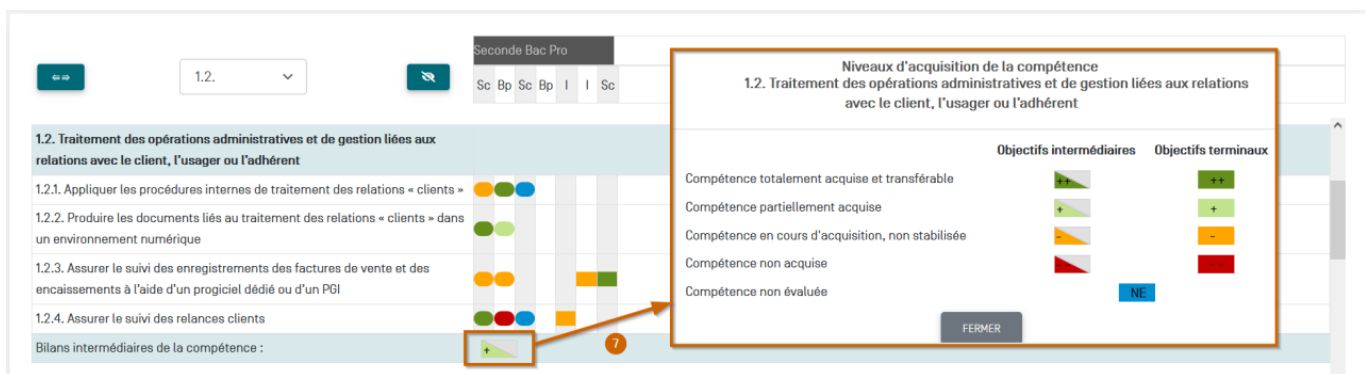 Seconde Bac Pro
⇐⇒ 1.2.
Sc Bp Sc Bp I I Sc
1.2. Traitement des opérations administratives et de gestion liées aux
relations avec le client, l'usager ou l'adhérent
1.2.1. Appliquer les procédures internes de traitement des relations « clients »
1.2.2. Produire les documents liés au traitement des relations « clients » dans
un environnement numérique
1.2.3. Assurer le suivi des enregistrements des factures de vente et des
encaissements à l'aide d'un progiciel dédié ou d'un PGI
1.2.4. Assurer le suivi des relances clients
Bilans intermédiaires de la compétence :
+
7
Niveaux d'acquisition de la compétence
1.2. Traitement des opérations administratives et de gestion liées aux relations
avec le client, l'usager ou l'adhérent
Objectifs intermédiaires Objectifs terminaux
Compétence totalement acquise et transférable ++ ++
Compétence partiellement acquise + +
Compétence en cours d'acquisition, non stabilisée - -
Compétence non acquise - -
Compétence non évaluée NE
FERMER